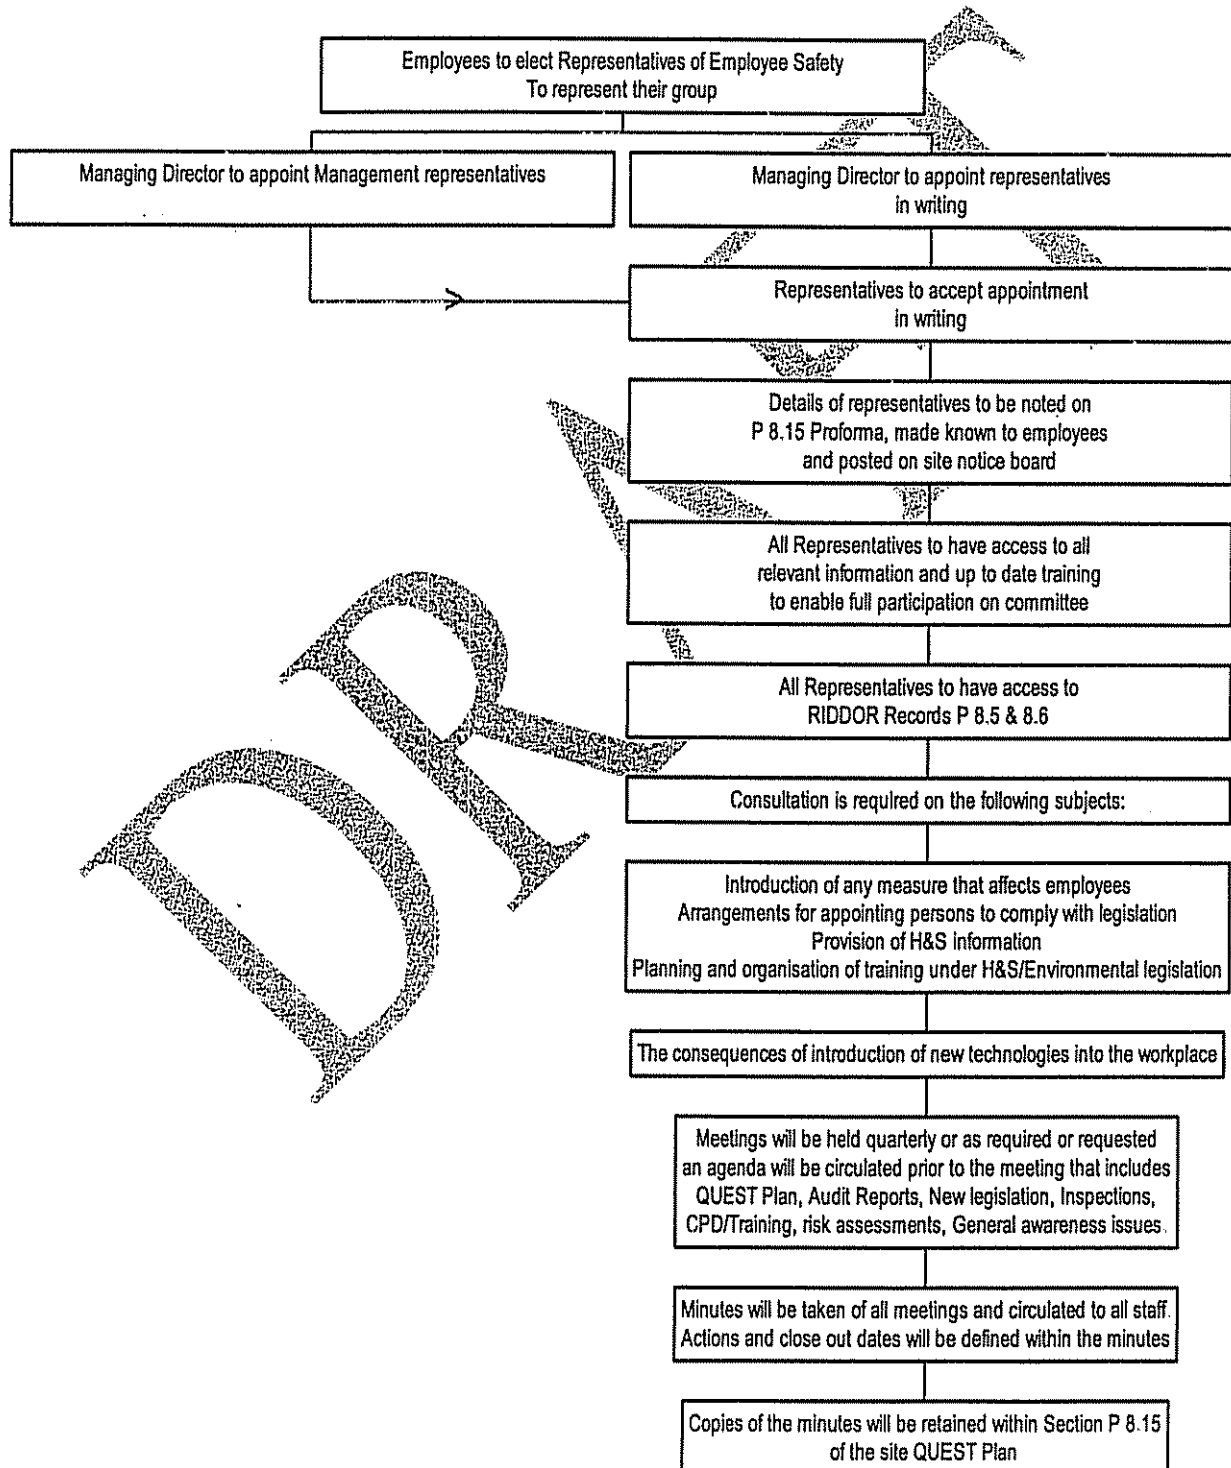 Employees to elect Representatives of Employee Safety
To represent their group
Managing Director to appoint Management representatives
Managing Director to appoint representatives
in writing
Representatives to accept appointment
in writing
Details of representatives to be noted on
P 8.15 Proforma, made known to employees
and posted on site notice board
All Representatives to have access to all
relevant information and up to date training
to enable full participation on committee
All Representatives to have access to
RIDDOR Records P 8.5 & 8.6
Consultation is required on the following subjects:
Introduction of any measure that affects employees
Arrangements for appointing persons to comply with legislation
Provision of H&S information
Planning and organisation of training under H&S/Environmental legislation
The consequences of introduction of new technologies into the workplace
Meetings will be held quarterly or as required or requested
an agenda will be circulated prior to the meeting that includes
QUEST Plan, Audit Reports, New legislation, Inspections,
CPD/Training, risk assessments, General awareness issues.
Minutes will be taken of all meetings and circulated to all staff.
Actions and close out dates will be defined within the minutes
Copies of the minutes will be retained within Section P 8.15
of the site QUEST Plan
DRAFT